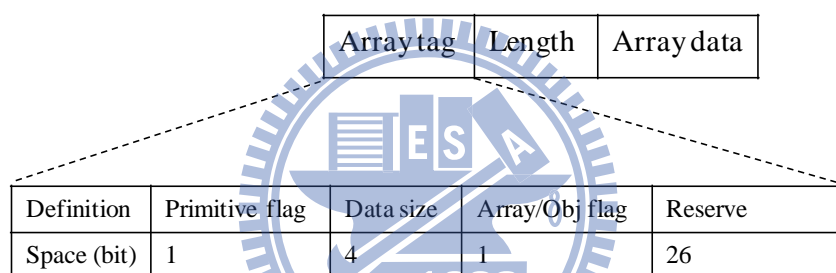 Array tag Length Array data
Definition Primitive flag Data size Array/Obj flag Reserve
Space (bit) 1 4 1 26
E S A